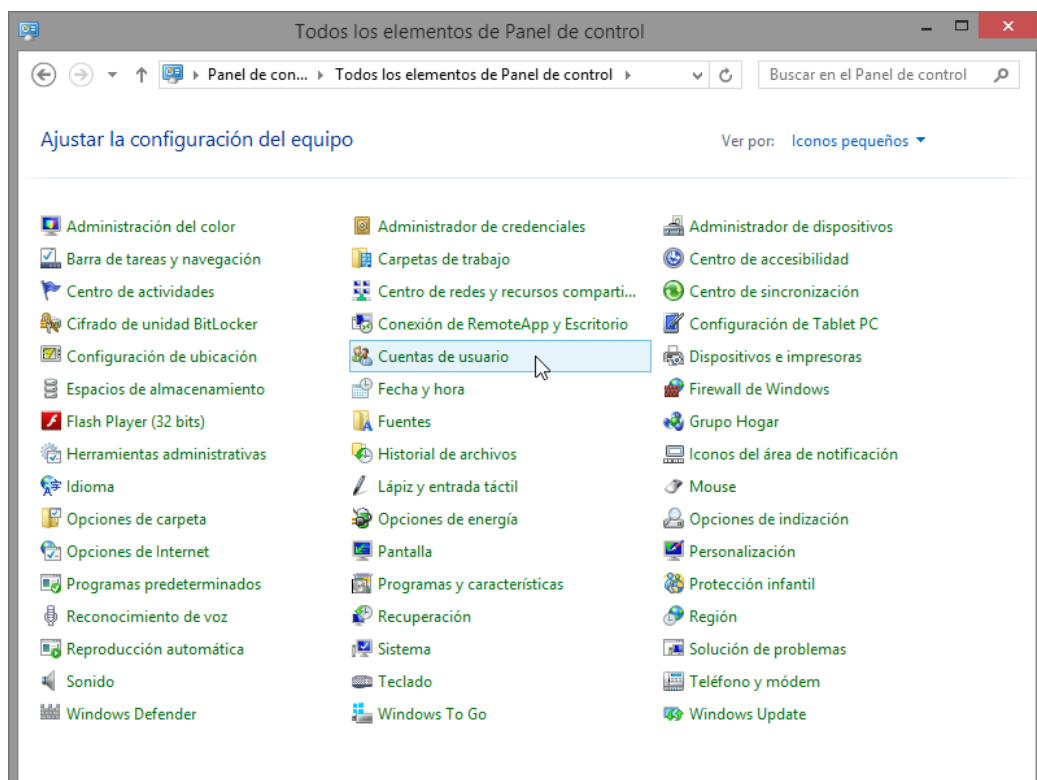 Todos los elementos de Panel de control
Panel de con... Todos los elementos de Panel de control
Buscar en el Panel de control
Ajustar la configuración del equipo
Ver por: Iconos pequeños
Administración del color
Administrador de credenciales
Administrador de dispositivos
Barra de tareas y navegación
Carpetas de trabajo
Centro de accesibilidad
Centro de actividades
Centro de redes y recursos comparti...
Centro de sincronización
Cifrado de unidad BitLocker
Conexión de RemoteApp y Escritorio
Configuración de Tablet PC
Configuración de ubicación
Cuentas de usuario
Dispositivos e impresoras
Espacios de almacenamiento
Fecha y hora
Firewall de Windows
Flash Player (32 bits)
Fuentes
Grupo Hogar
Herramientas administrativas
Historial de archivos
Iconos del área de notificación
Idioma
Lápiz y entrada táctil
Mouse
Opciones de carpeta
Opciones de energía
Opciones de indización
Opciones de Internet
Pantalla
Personalización
Programas predeterminados
Programas y características
Protección infantil
Reconocimiento de voz
Recuperación
Región
Reproducción automática
Sistema
Solución de problemas
Sonido
Teclado
Teléfono y módem
Windows Defender
Windows To Go
Windows Update